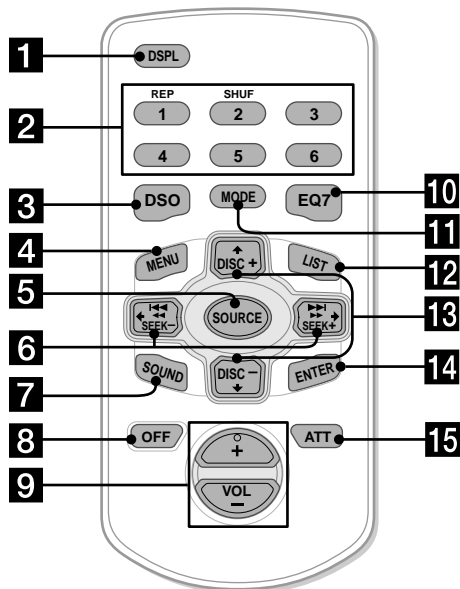 1 DSPL
REP SHUF
2 1 2 3
4 5 6
3 DSO MODE EQ7 10
11
4 MENU DISC + LIST 12
5 SOURCE 13
6 SEEK− SEEK+
7 SOUND DISC − ENTER 14
8 OFF ATT 15
9 +
VOL
−